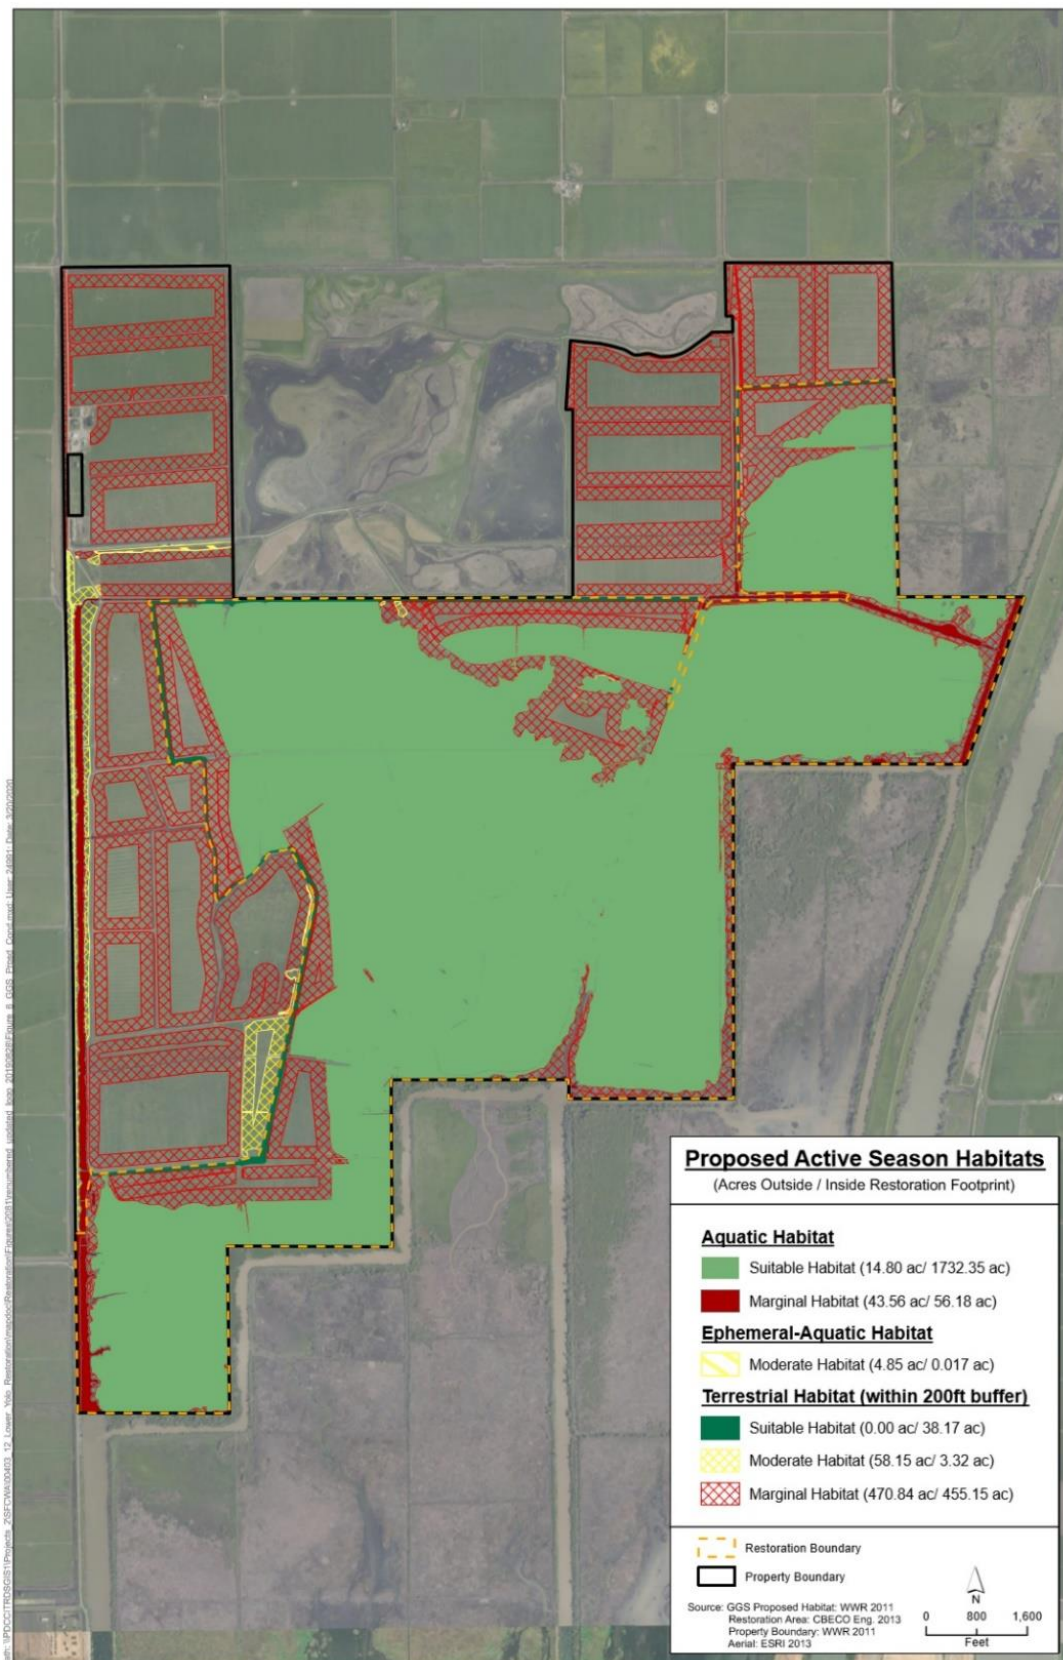 Proposed Active Season Habitats
(Acres Outside / Inside Restoration Footprint)
Aquatic Habitat
Suitable Habitat (14.80 ac/ 1732.35 ac)
Marginal Habitat (43.56 ac/ 56.18 ac)
Ephemeral-Aquatic Habitat
Moderate Habitat (4.85 ac/ 0.017 ac)
Terrestrial Habitat (within 200ft buffer)
Suitable Habitat (0.00 ac/ 38.17 ac)
Moderate Habitat (58.15 ac/ 3.32 ac)
Marginal Habitat (470.84 ac/ 455.15 ac)
Restoration Boundary
Property Boundary
Source: GGS Proposed Habitat: WWR 2011
Restoration Area: CBECO Eng. 2013
Property Boundary: WWR 2011
Aerial: ESRI 2013
N
0 800 1,600
Feet